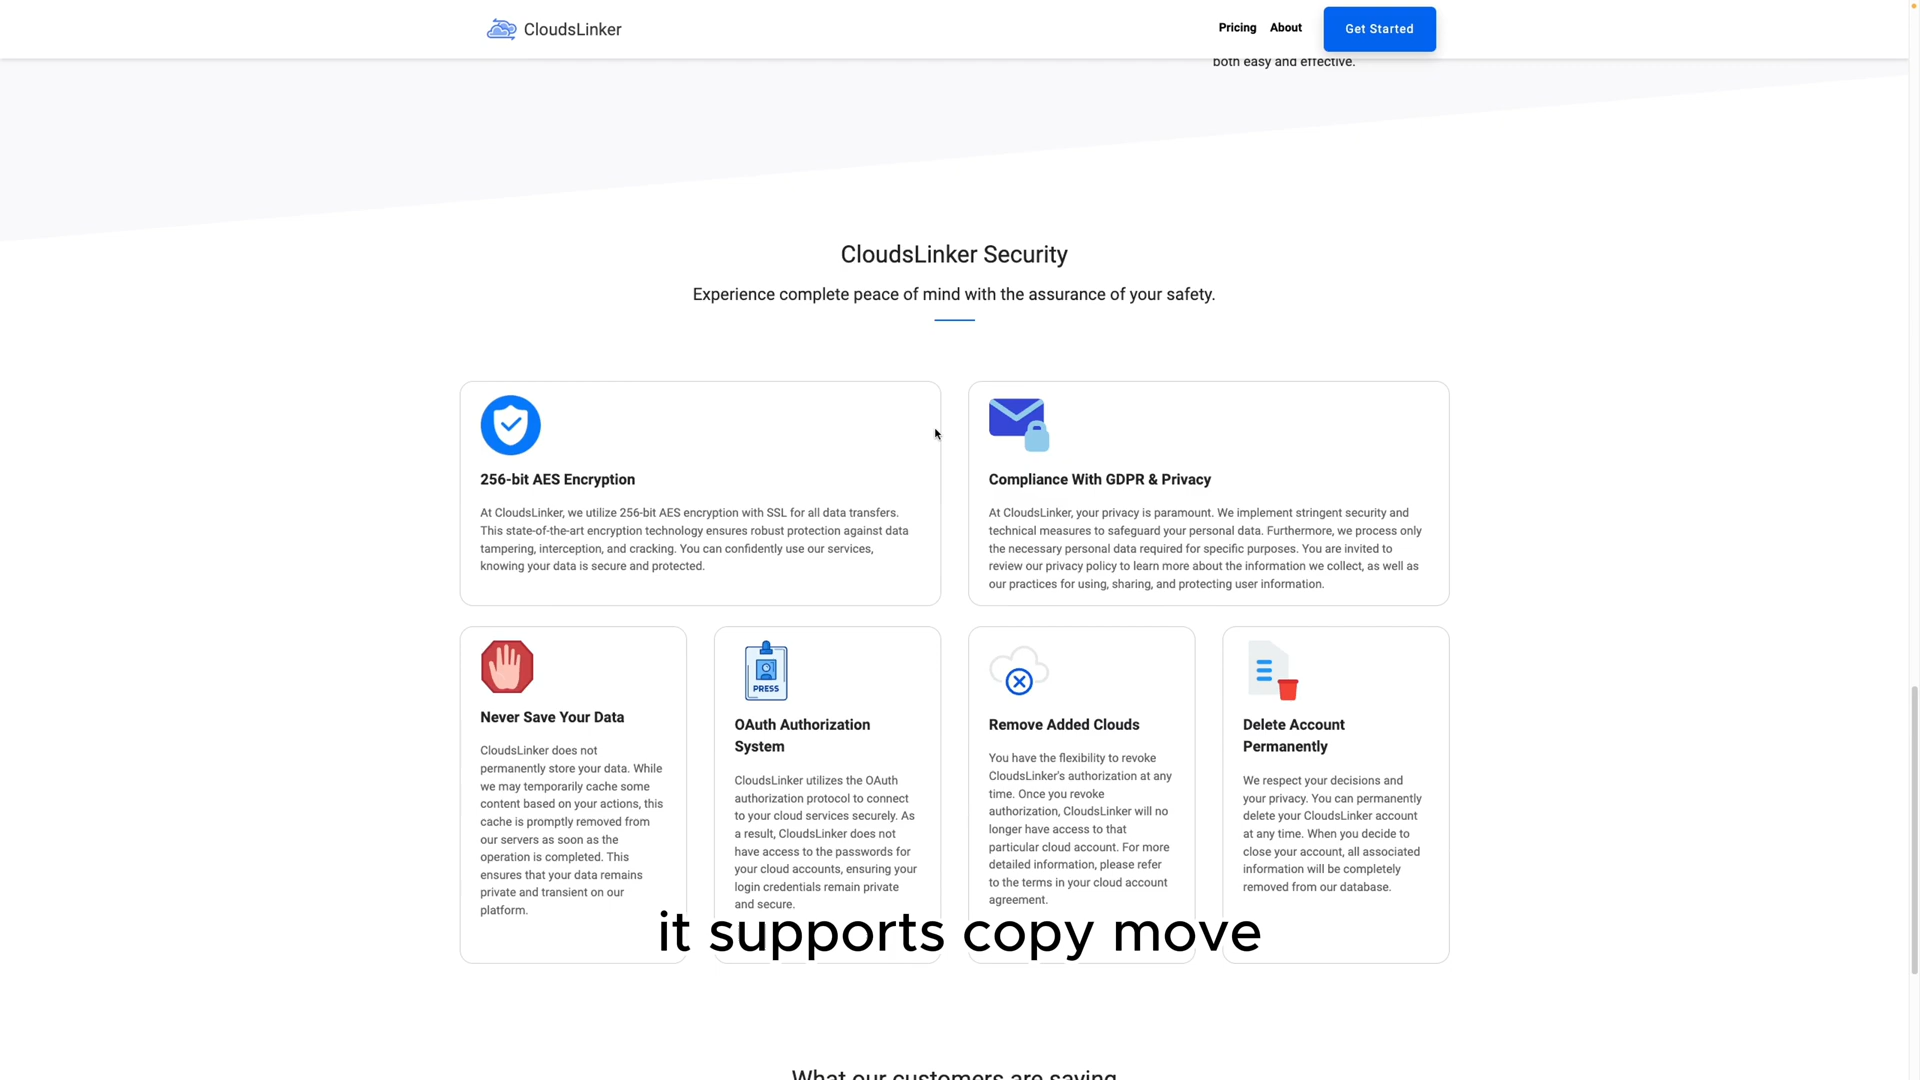 CloudsLinker
Pricing
About
Get Started
both easy and effective.
CloudsLinker Security
Experience complete peace of mind with the assurance of your safety.
256-bit AES Encryption
At CloudsLinker, we utilize 256-bit AES encryption with SSL for all data transfers.
This state-of-the-art encryption technology ensures robust protection against data
tampering, interception, and cracking. You can confidently use our services,
knowing your data is secure and protected.
Compliance With GDPR & Privacy
At CloudsLinker, your privacy is paramount. We implement stringent security and
technical measures to safeguard your personal data. Furthermore, we process only
the necessary personal data required for specific purposes. You are invited to
review our privacy policy to learn more about the information we collect, as well as
our practices for using, sharing, and protecting user information.
Never Save Your Data
CloudsLinker does not
permanently store your data. While
we may temporarily cache some
content based on your actions, this
cache is promptly removed from
our servers as soon as the
operation is completed. This
ensures that your data remains
private and transient on our
platform.
PRESS
OAuth Authorization
System
CloudsLinker utilizes the OAuth
authorization protocol to connect
to your cloud services securely. As
a result, CloudsLinker does not
have access to the passwords for
your cloud accounts, ensuring your
login credentials remain private
and secure.
Remove Added Clouds
You have the flexibility to revoke
CloudsLinker's authorization at any
time. Once you revoke
authorization, CloudsLinker will no
longer have access to that
particular cloud account. For more
detailed information, please refer
to the terms in your cloud account
agreement.
Delete Account
Permanently
We respect your decisions and
your privacy. You can permanently
delete your CloudsLinker account
at any time. When you decide to
close your account, all associated
information will be completely
removed from our database.
it supports copy move
What our customers are saying